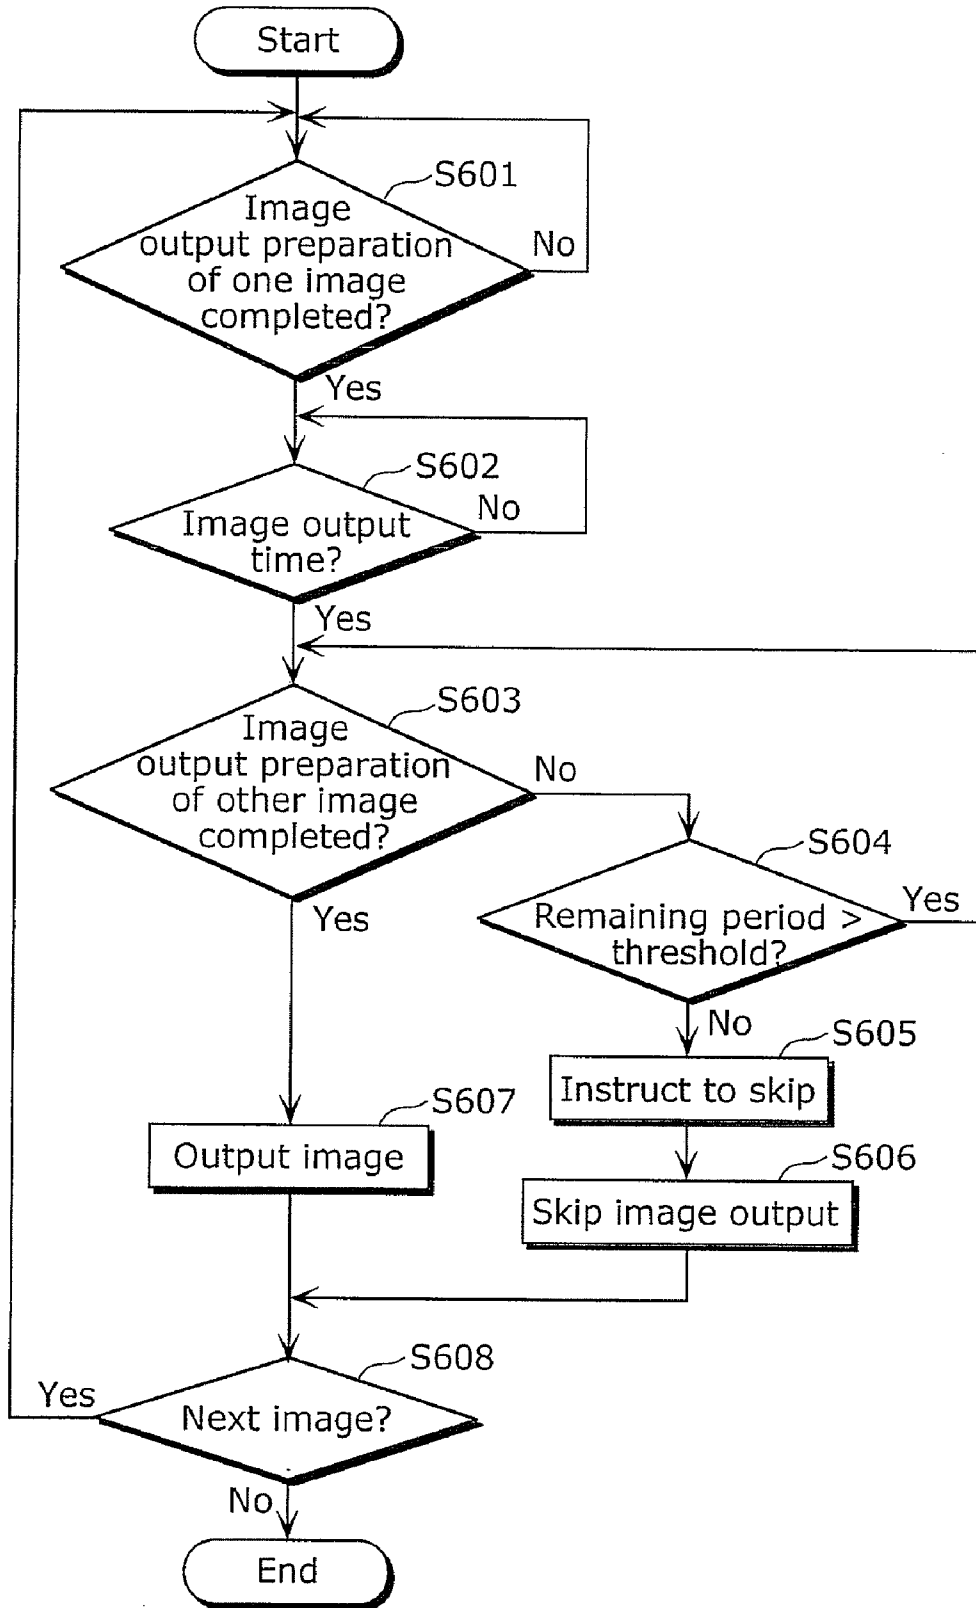 Start
S601
Image
output preparation
of one image
completed?
No
Yes
S602
Image output
time?
No
Yes
S603
Image
output preparation
of other image
completed?
No
Yes
S604
Remaining period >
threshold?
Yes
No
S605
Instruct to skip
S607
Output image
S606
Skip image output
S608
Next image?
Yes
No
End